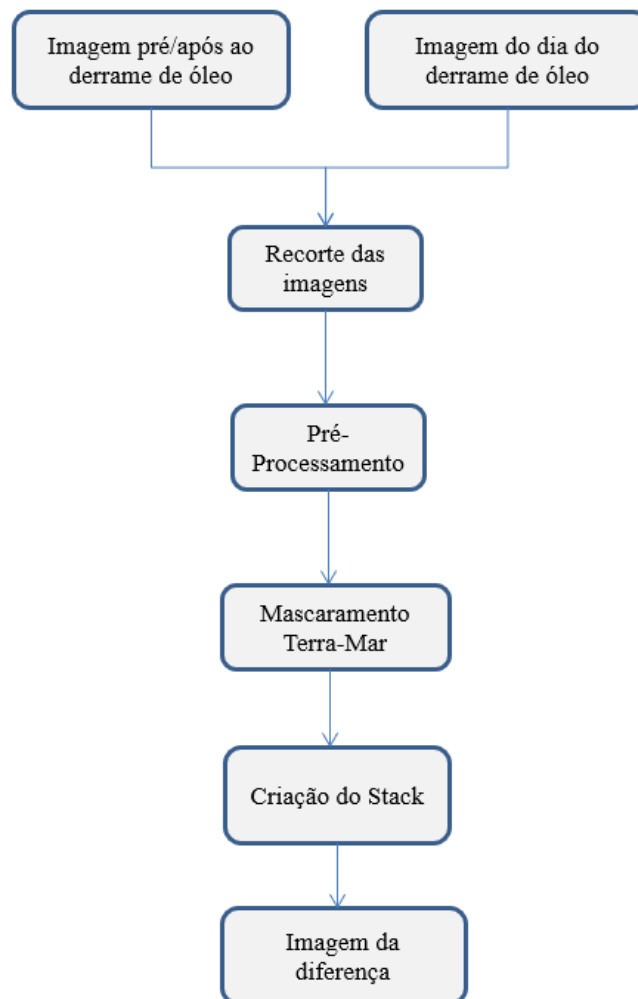 Imagem pré/após ao
derrame de óleo
Imagem do dia do
derrame de óleo
Recorte das
imagens
Pré-
Processamento
Mascaramento
Terra-Mar
Criação do Stack
Imagem da
diferença